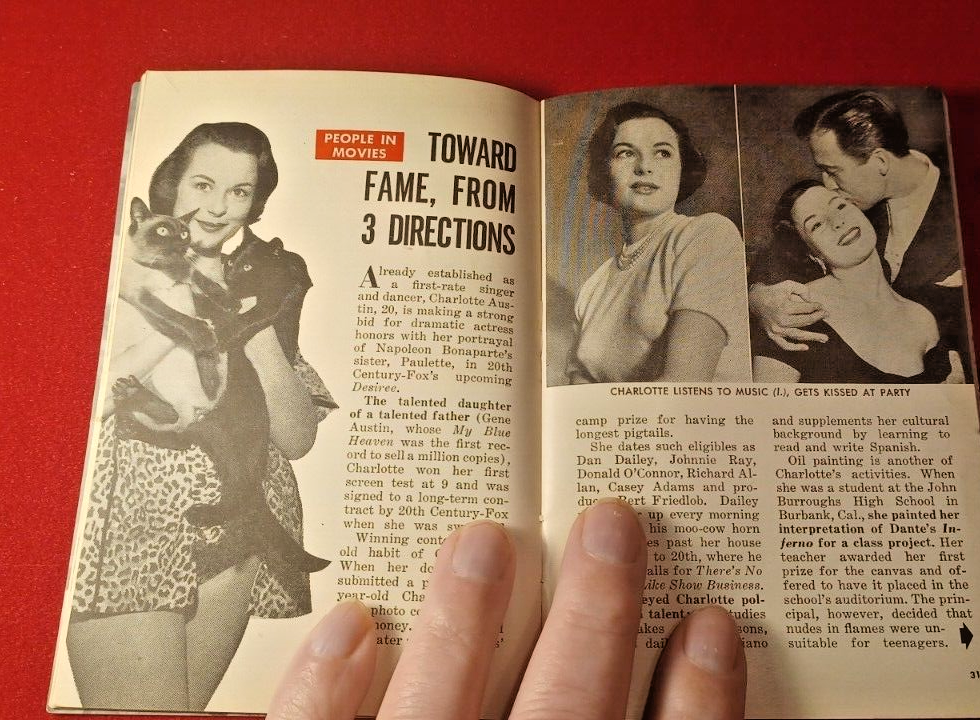 PEOPLE IN
MOVIES
TOWARD
FAME, FROM
3 DIRECTIONS
Already established as
a first-rate singer
and dancer, Charlotte Aus-
tin, 20, is making a strong
bid for dramatic actress
honors with her portrayal
of Napoleon Bonaparte's
sister, Paulette, in 20th
Century-Fox's upcoming
Desiree.
The talented daughter
of a talented father (Gene
Austin, whose My Blue
Heaven was the first rec-
ord to sell a million copies),
Charlotte won her first
screen test at 9 and was
signed to a long-term con-
tract by 20th Century-Fox
when she was
Winning
old habit of
When her
submitted a
year-old
photo
money.
CHARLOTTE LISTENS TO MUSIC (l.), GETS KISSED AT PARTY
camp prize for having the
longest pigtails.
She dates such eligibles as
Dan Dailey, Johnnie Ray,
Donald O'Connor, Richard Al-
lan, Casey Adams and pro-
Bert Friedlob. Dailey
up every morning
his moo-cow horn
past her house
to 20th, where he
for There's No
Like Show Business.
Charlotte pol-
talent:
and supplements her cultural
background by learning to
read and write Spanish.
Oil painting is another of
Charlotte's activities. When
she was a student at the John
Burroughs High School in
Burbank, Cal., she painted her
interpretation of Dante's In-
ferno for a class project. Her
teacher awarded her first
prize for the canvas and of-
fered to have it placed in the
school's auditorium. The prin-
cipal, however, decided that
nudes in flames were un-
suitable for teenagers.
31